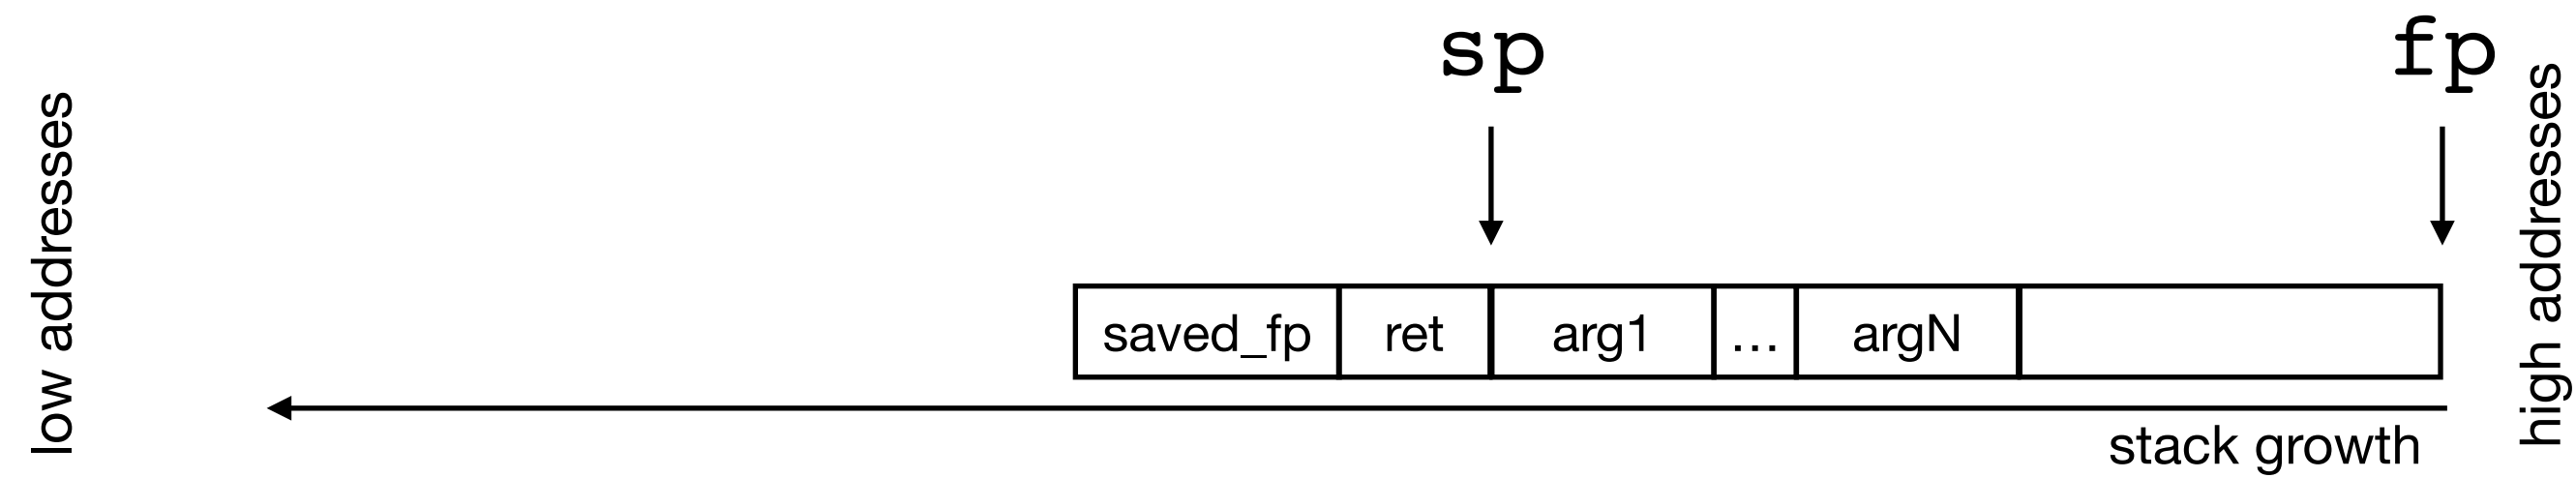 sp
fp
low addresses
high addresses
saved_fp ret arg1 ... argN
stack growth